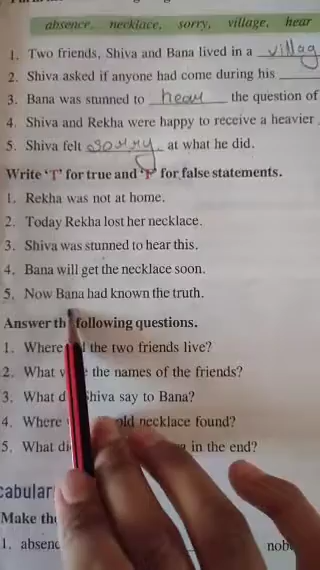 absence, necklace, sorry, village, hear
1. Two friends, Shiva and Bana lived in a villag
2. Shiva asked if anyone had come during his
3. Bana was stunned to hear the question of
4. Shiva and Rekha were happy to receive a heavier
5. Shiva felt sorry at what he did.
Write 'T' for true and 'F' for false statements.
1. Rekha was not at home.
2. Today Rekha lost her necklace.
3. Shiva was stunned to hear this.
4. Bana will get the necklace soon.
5. Now Bana had known the truth.
Answer th following questions.
1. Where the two friends live?
2. What the names of the friends?
3. What d Shiva say to Bana?
4. Where old necklace found?
5. What di in the end?
cabular
Make the
1. absenc nob